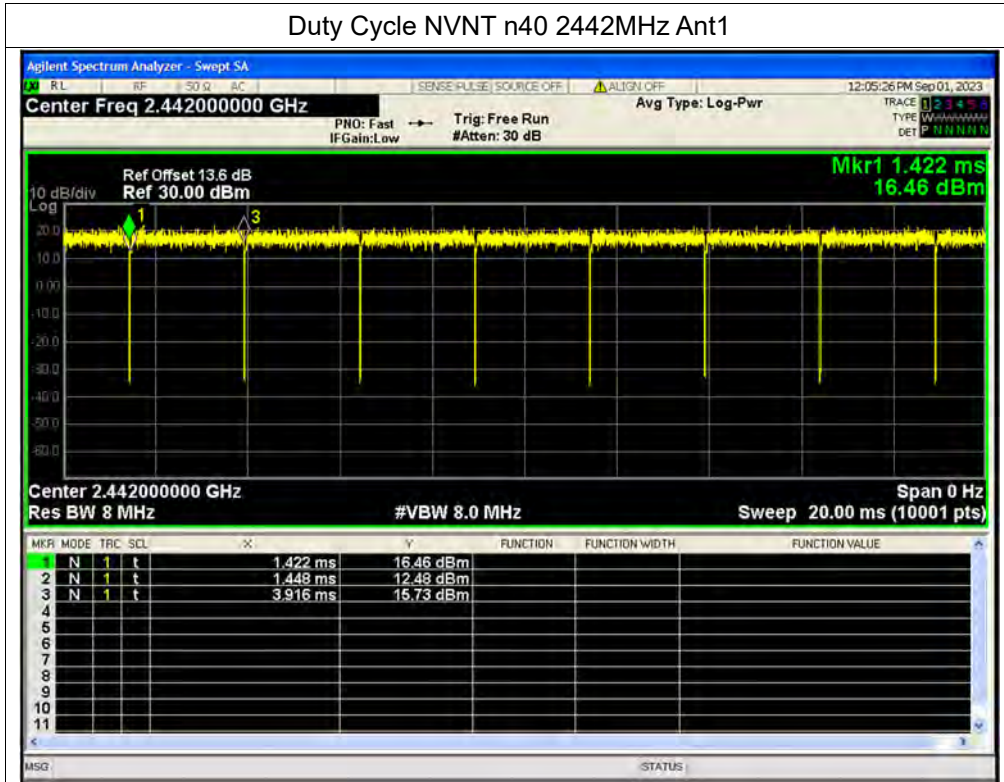 Duty Cycle NVNT n40 2442MHz Ant1
Agilent Spectrum Analyzer - Swept SA
RL RF 50 Ω AC SENSE:PULSE SOURCE OFF ALIGN OFF 12:05:26 PM Sep 01, 2023
Center Freq 2.442000000 GHz Avg Type: Log-Pwr TRACE 1 2 3 4 5 6
PNO: Fast Trig: Free Run TYPE W
IFGain:Low #Atten: 30 dB DET P N N N N N
Mkr1 1.422 ms
Ref Offset 13.6 dB
10 dB/div Ref 30.00 dBm 16.46 dBm
Log
1 3
20.0
10.0
0.00
-10.0
-20.0
-30.0
-40.0
-50.0
-60.0
Center 2.442000000 GHz Span 0 Hz
Res BW 8 MHz #VBW 8.0 MHz Sweep 20.00 ms (10001 pts)
MKR MODE TRC SCL X Y FUNCTION FUNCTION WIDTH FUNCTION VALUE
1 N 1 t 1.422 ms 16.46 dBm
2 N 1 t 1.448 ms 12.48 dBm
3 N 1 t 3.916 ms 15.73 dBm
4
5
6
7
8
9
10
11
MSG STATUS